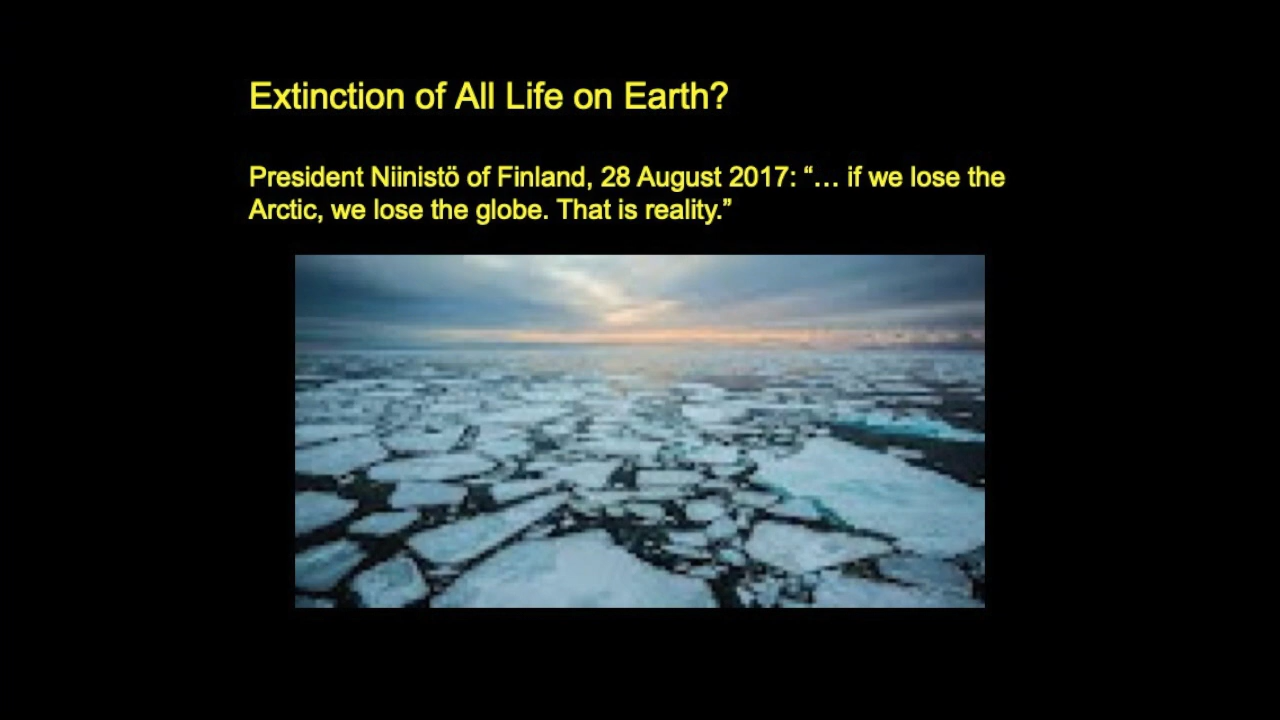 Extinction of All Life on Earth?
President Niinistö of Finland, 28 August 2017: “… if we lose the
Arctic, we lose the globe. That is reality.”